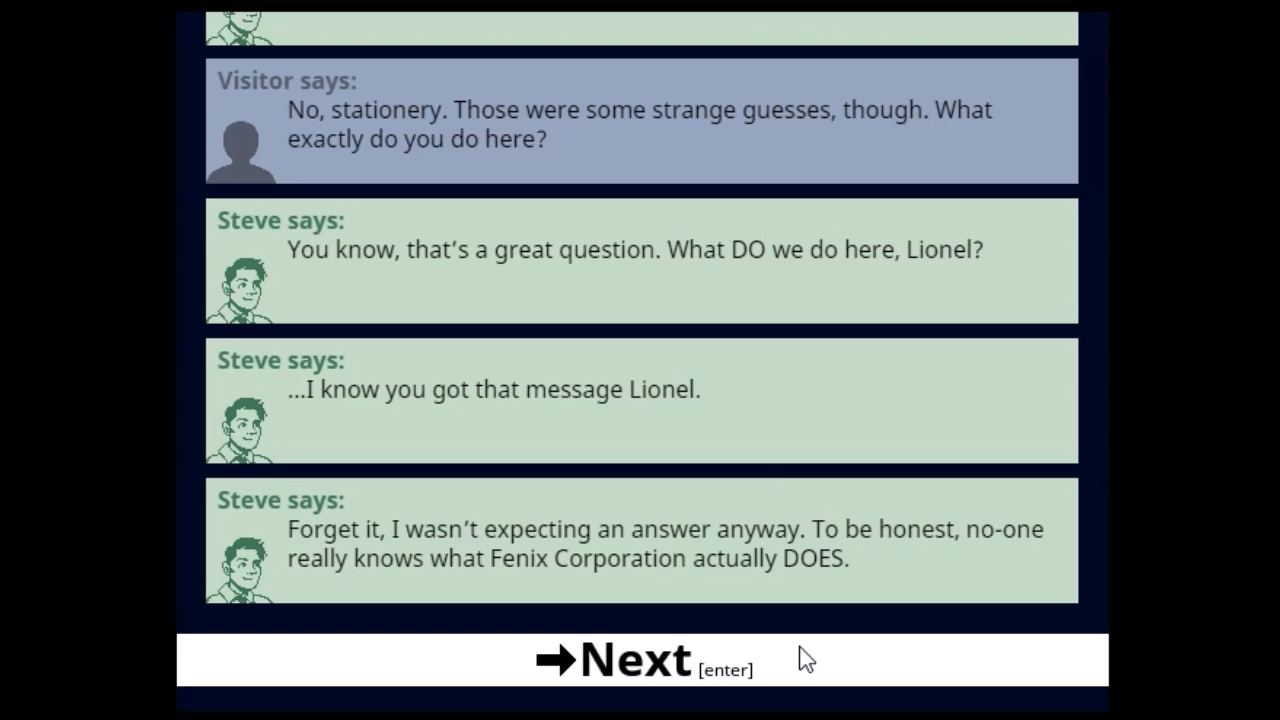 Visitor says:
No, stationery. Those were some strange guesses, though. What
exactly do you do here?
Steve says:
You know, that's a great question. What DO we do here, Lionel?
Steve says:
...I know you got that message Lionel.
Steve says:
Forget it, I wasn't expecting an answer anyway. To be honest, no-one
really knows what Fenix Corporation actually DOES.
➡Next [enter]